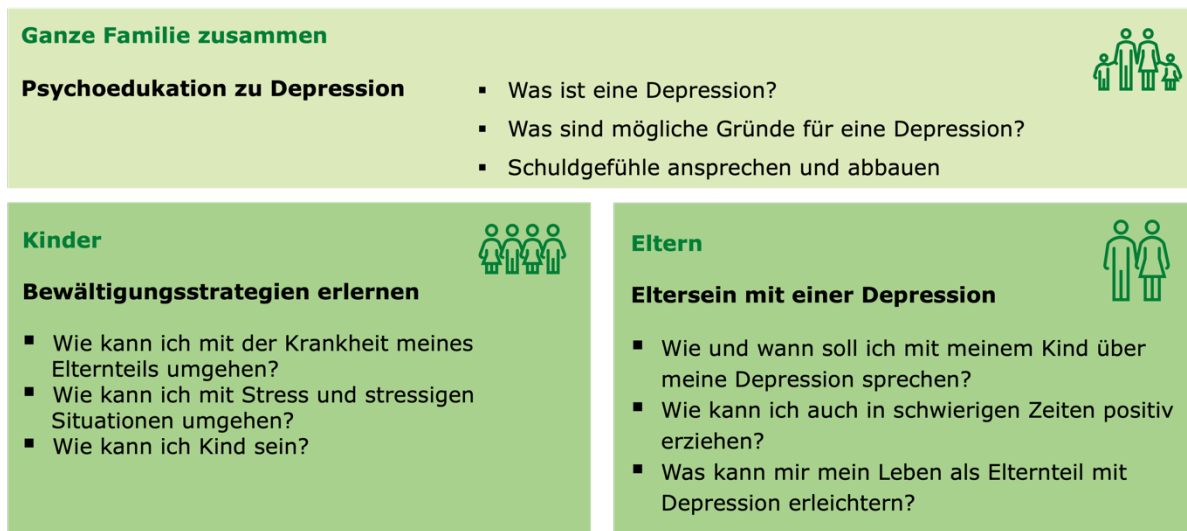 Ganze Familie zusammen
Psychoedukation zu Depression
▪ Was ist eine Depression?
▪ Was sind mögliche Gründe für eine Depression?
▪ Schuldgefühle ansprechen und abbauen
Kinder
Bewältigungsstrategien erlernen
▪ Wie kann ich mit der Krankheit meines
Elternteils umgehen?
▪ Wie kann ich mit Stress und stressigen
Situationen umgehen?
▪ Wie kann ich Kind sein?
Eltern
Eltersein mit einer Depression
▪ Wie und wann soll ich mit meinem Kind über
meine Depression sprechen?
▪ Wie kann ich auch in schwierigen Zeiten positiv
erziehen?
▪ Was kann mir mein Leben als Elternteil mit
Depression erleichtern?